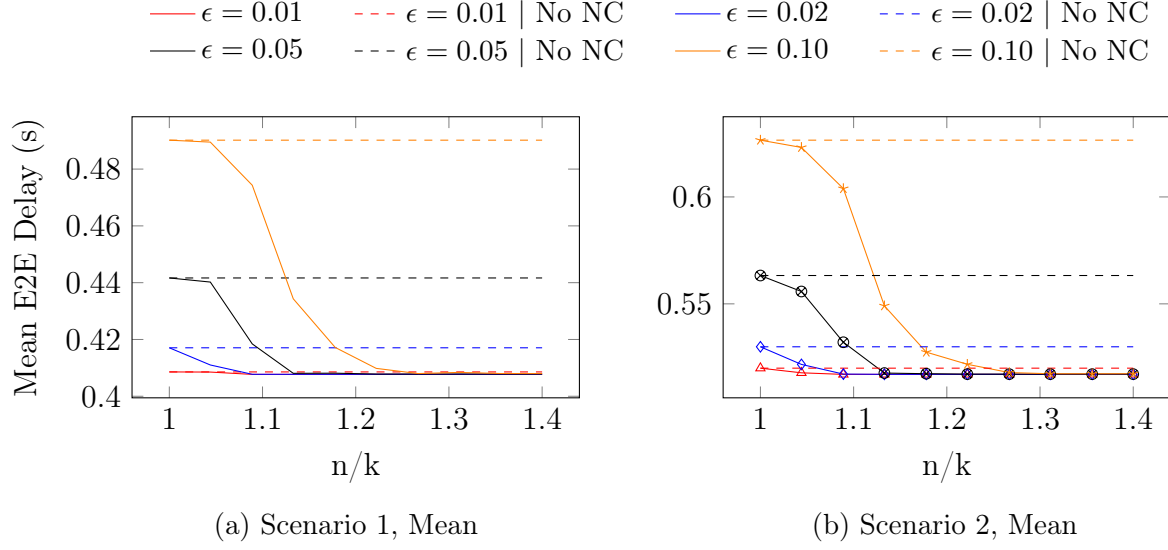 ϵ = 0.01 ϵ = 0.01 | No NC ϵ = 0.02 ϵ = 0.02 | No NC
ϵ = 0.05 ϵ = 0.05 | No NC ϵ = 0.10 ϵ = 0.10 | No NC
Mean E2E Delay (s)
0.48
0.46
0.44
0.42
0.4
1 1.1 1.2 1.3 1.4
n/k
(a) Scenario 1, Mean
0.6
0.55
1 1.1 1.2 1.3 1.4
n/k
(b) Scenario 2, Mean